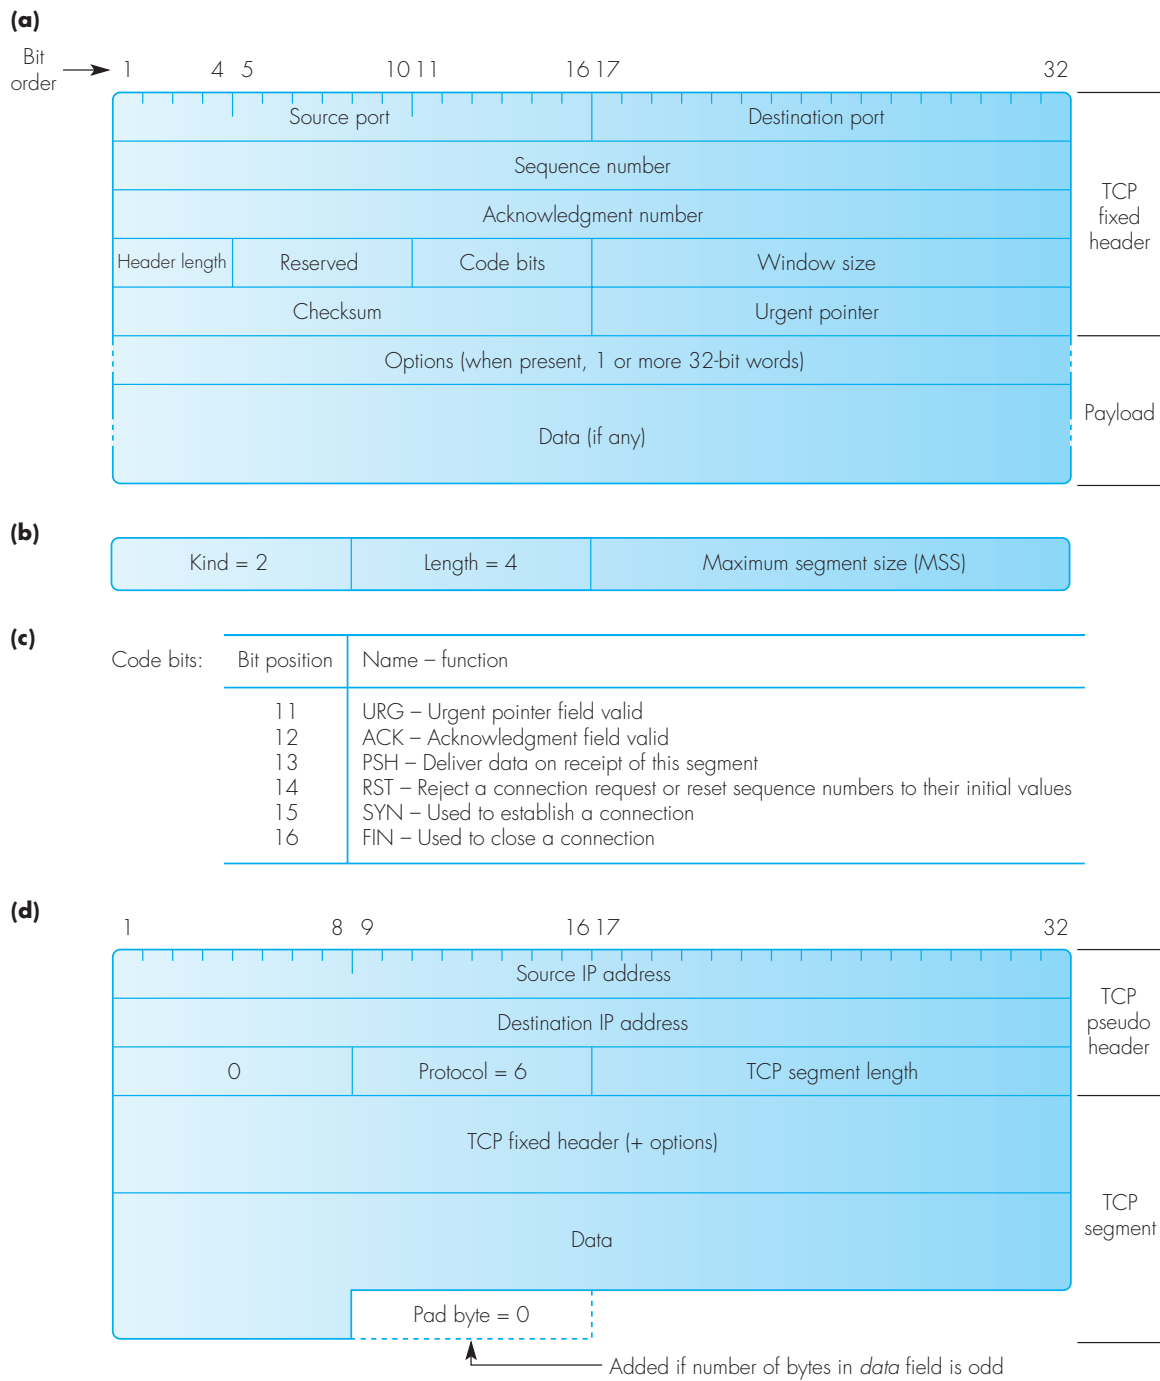 (a)
Bit order
1 4 5 10 11 16 17 32
Source port Destination port
Sequence number
Acknowledgment number
Header length Reserved Code bits Window size
Checksum Urgent pointer
TCP
fixed
header
Options (when present, 1 or more 32-bit words)
Data (if any)
Payload
(b)
Kind = 2 Length = 4 Maximum segment size (MSS)
(c)
Code bits: Bit position Name – function
11 URG – Urgent pointer field valid
12 ACK – Acknowledgment field valid
13 PSH – Deliver data on receipt of this segment
14 RST – Reject a connection request or reset sequence numbers to their initial values
15 SYN – Used to establish a connection
16 FIN – Used to close a connection
(d)
1 8 9 16 17 32
Source IP address
Destination IP address
0 Protocol = 6 TCP segment length
TCP
pseudo
header
TCP fixed header (+ options)
Data
TCP
segment
Pad byte = 0
Added if number of bytes in data field is odd